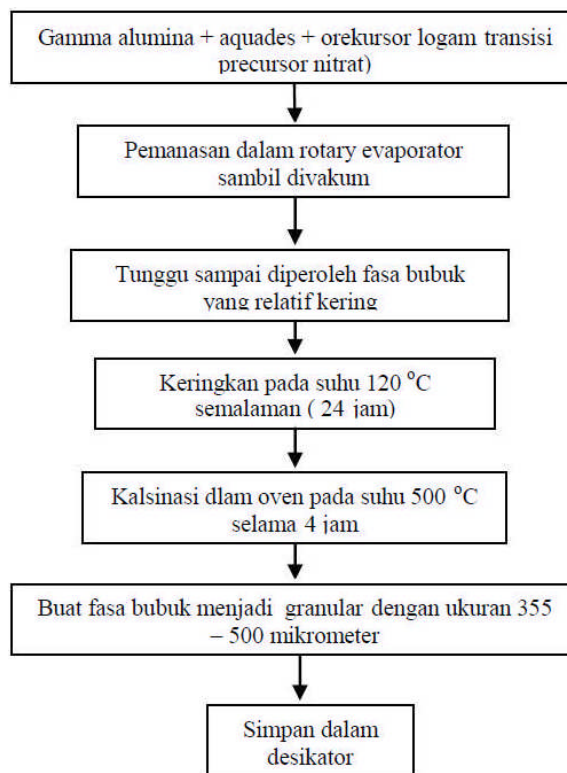 Gamma alumina + aquades + orekursor logam transisi
precursor nitrat)
Pemanasan dalam rotary evaporator
sambil divakum
Tunggu sampai diperoleh fasa bubuk
yang relatif kering
Keringkan pada suhu 120 °C
semalaman ( 24 jam)
Kalsinasi dlam oven pada suhu 500 °C
selama 4 jam
Buat fasa bubuk menjadi granular dengan ukuran 355
– 500 mikrometer
Simpan dalam
desikator